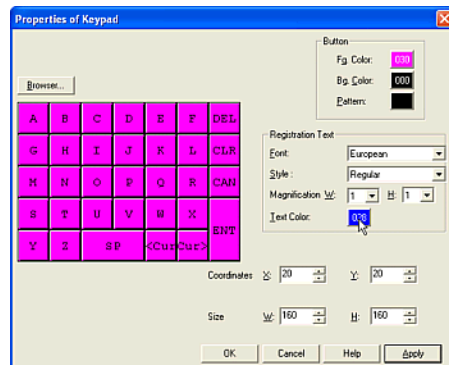 Properties of Keypad
Button
Fg. Color: 030
Bg. Color: 000
Pattern:
Browser...
A B C D E F DEL
G H I J K L CLR
M N O P Q R CAN
S T U V W X
ENT
Y Z SP <Cur Cur>
Registration Text
Font: European
Style: Regular
Magnification W: 1 H: 1
Text Color:
Coordinates X: 20 Y: 20
Size W: 160 H: 160
OK Cancel Help Apply